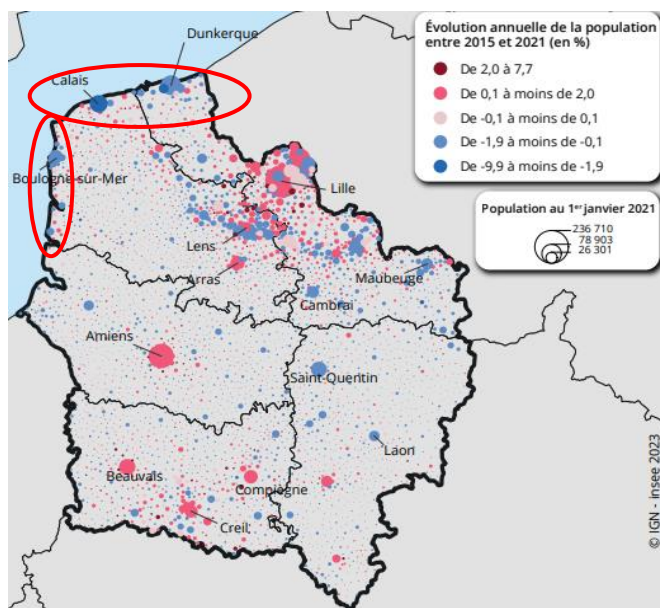 Évolution annuelle de la population
entre 2015 et 2021 (en %)
De 2,0 à 7,7
De 0,1 à moins de 2,0
De -0,1 à moins de 0,1
De -1,9 à moins de -0,1
De -9,9 à moins de -1,9
Population au 1er janvier 2021
236 710
78 903
26 301
Dunkerque
Calais
Boulogne-sur-Mer
Lille
Lens
Arras
Maubeuge
Cambrai
Amiens
Saint-Quentin
Laon
Beauvais
Compiègne
Creil
© IGN - insee 2023